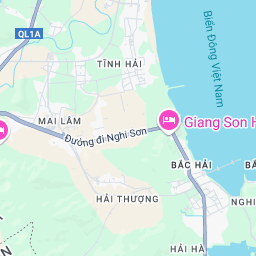 QL1A
Biển Đông Việt Nam
TĨNH HẢI
MAI LÂM
Giang Son H
Đường đi Nghi Sơn
BẮC HẢI
HẢI THƯỢNG
NGHI
HẢI HÀ